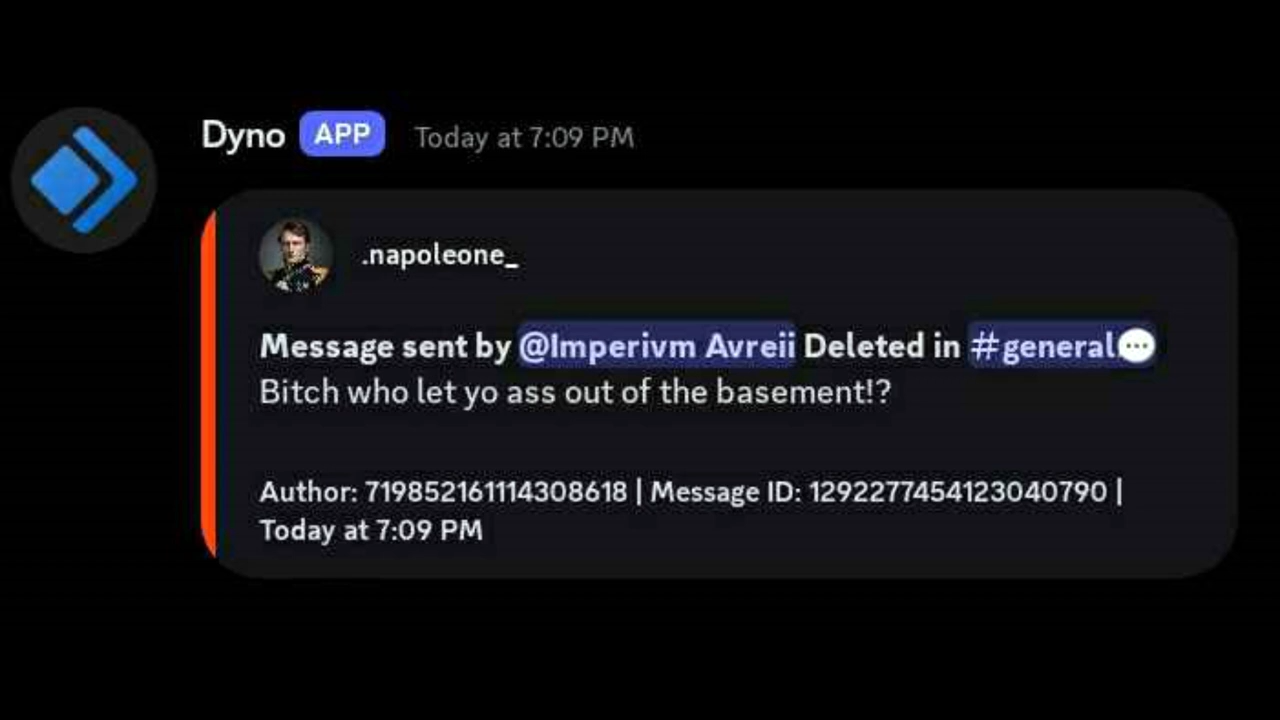 Dyno APP Today at 7:09 PM
.napoleone_
Message sent by @Imperivm Avreii Deleted in #general
Bitch who let yo ass out of the basement!?
Author: 719852161114308618 | Message ID: 1292277454123040790 |
Today at 7:09 PM